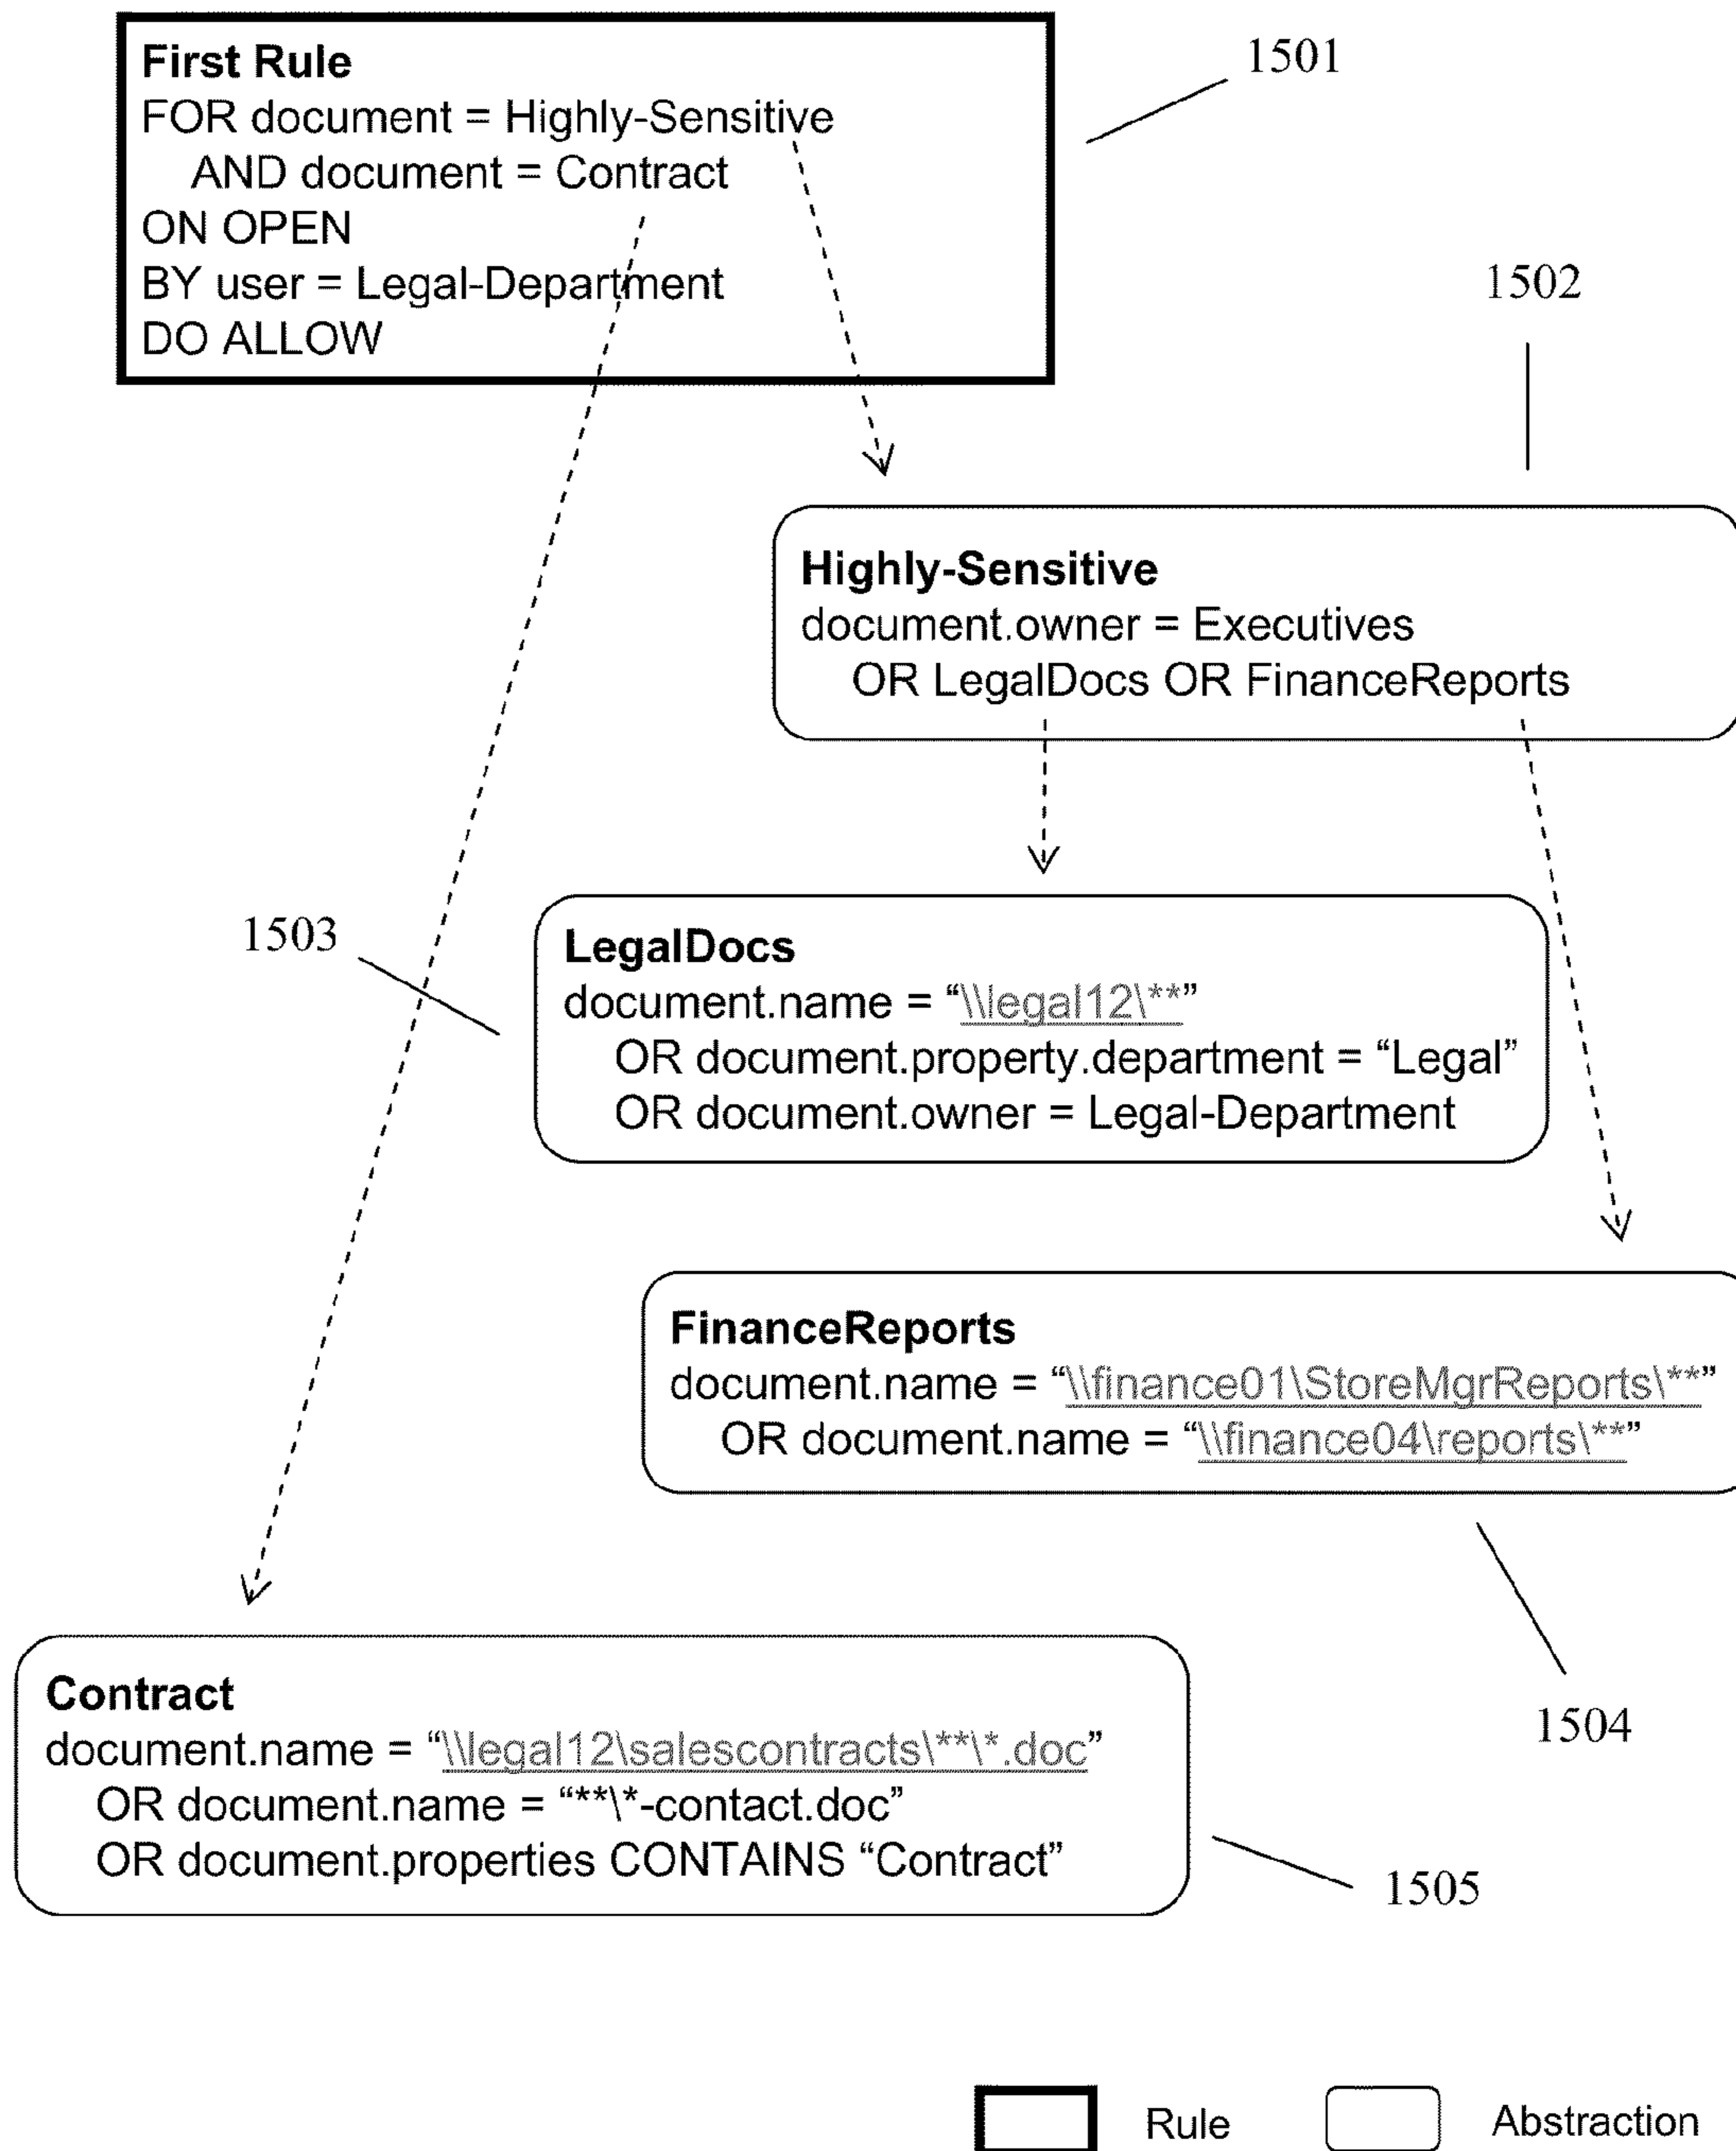 First Rule
1501
FOR document = Highly-Sensitive
AND document = Contract
ON OPEN
BY user = Legal-Department
DO ALLOW
1502
Highly-Sensitive
document.owner = Executives
OR LegalDocs OR FinanceReports
1503
LegalDocs
document.name = “\\legal12\**”
OR document.property.department = “Legal”
OR document.owner = Legal-Department
FinanceReports
document.name = “\\finance01\StoreMgrReports\**”
OR document.name = “\\finance04\reports\**”
1504
Contract
document.name = “\\legal12\salescontracts\**\*.doc”
OR document.name = “**\*-contact.doc”
OR document.properties CONTAINS “Contract”
1505
Rule Abstraction